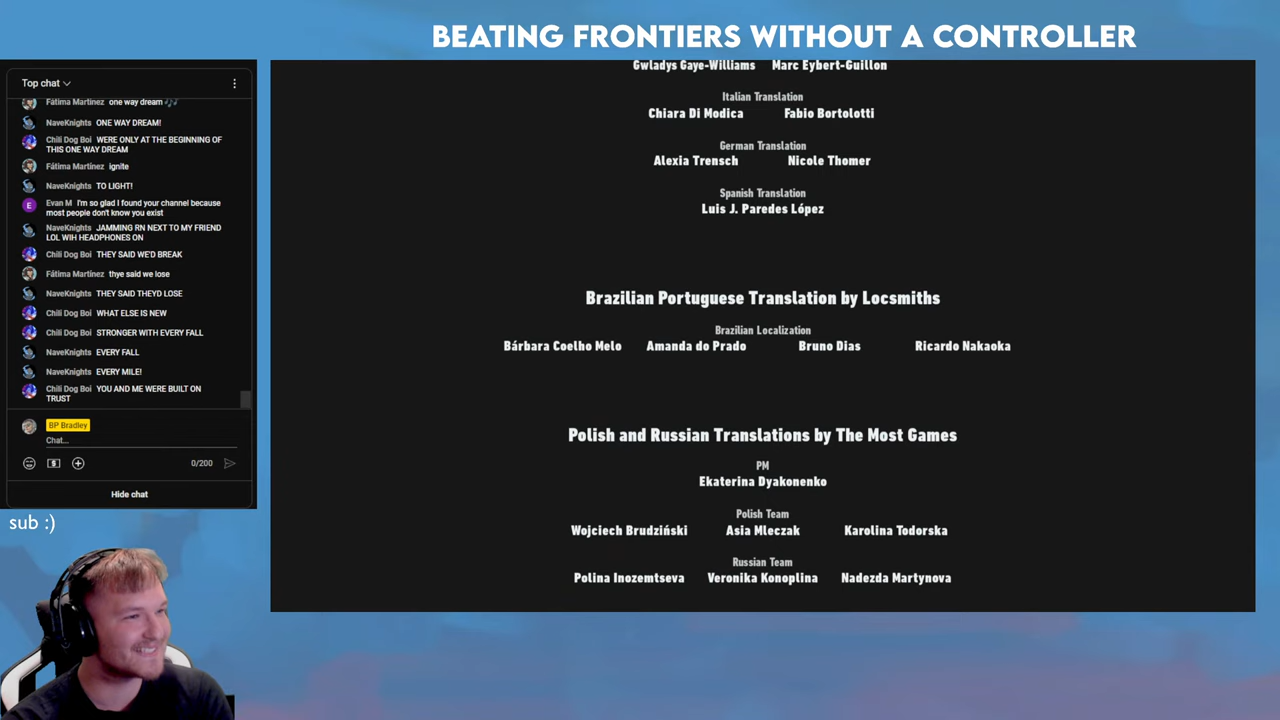 BEATING FRONTIERS WITHOUT A CONTROLLER
Top chat
Fátima Martínez one way dream 🎶
NaveKnights ONE WAY DREAM!
Chili Dog Boi WERE ONLY AT THE BEGINNING OF
THIS ONE WAY DREAM
Fátima Martínez ignite
NaveKnights TO LIGHT!
E
Evan M I'm so glad I found your channel because
most people don't know you exist
NaveKnights JAMMING RN NEXT TO MY FRIEND
LOL WIH HEADPHONES ON
Chili Dog Boi THEY SAID WE'D BREAK
Fátima Martínez thye said we lose
NaveKnights THEY SAID THEYD LOSE
Chili Dog Boi WHAT ELSE IS NEW
Chili Dog Boi STRONGER WITH EVERY FALL
NaveKnights EVERY FALL
NaveKnights EVERY MILE!
Chili Dog Boi YOU AND ME WERE BUILT ON
TRUST
BP Bradley
Chat...
0/200
Hide chat
sub :)
Gwladys Gaye-Williams Marc Eybert-Guillon
Italian Translation
Chiara Di Modica Fabio Bortolotti
German Translation
Alexia Trensch Nicole Thomer
Spanish Translation
Luis J. Paredes López
Brazilian Portuguese Translation by Locsmiths
Brazilian Localization
Bárbara Coelho Melo Amanda do Prado Bruno Dias Ricardo Nakaoka
Polish and Russian Translations by The Most Games
PM
Ekaterina Dyakonenko
Polish Team
Wojciech Brudziński Asia Mleczak Karolina Todorska
Russian Team
Polina Inozemtseva Veronika Konoplina Nadezda Martynova